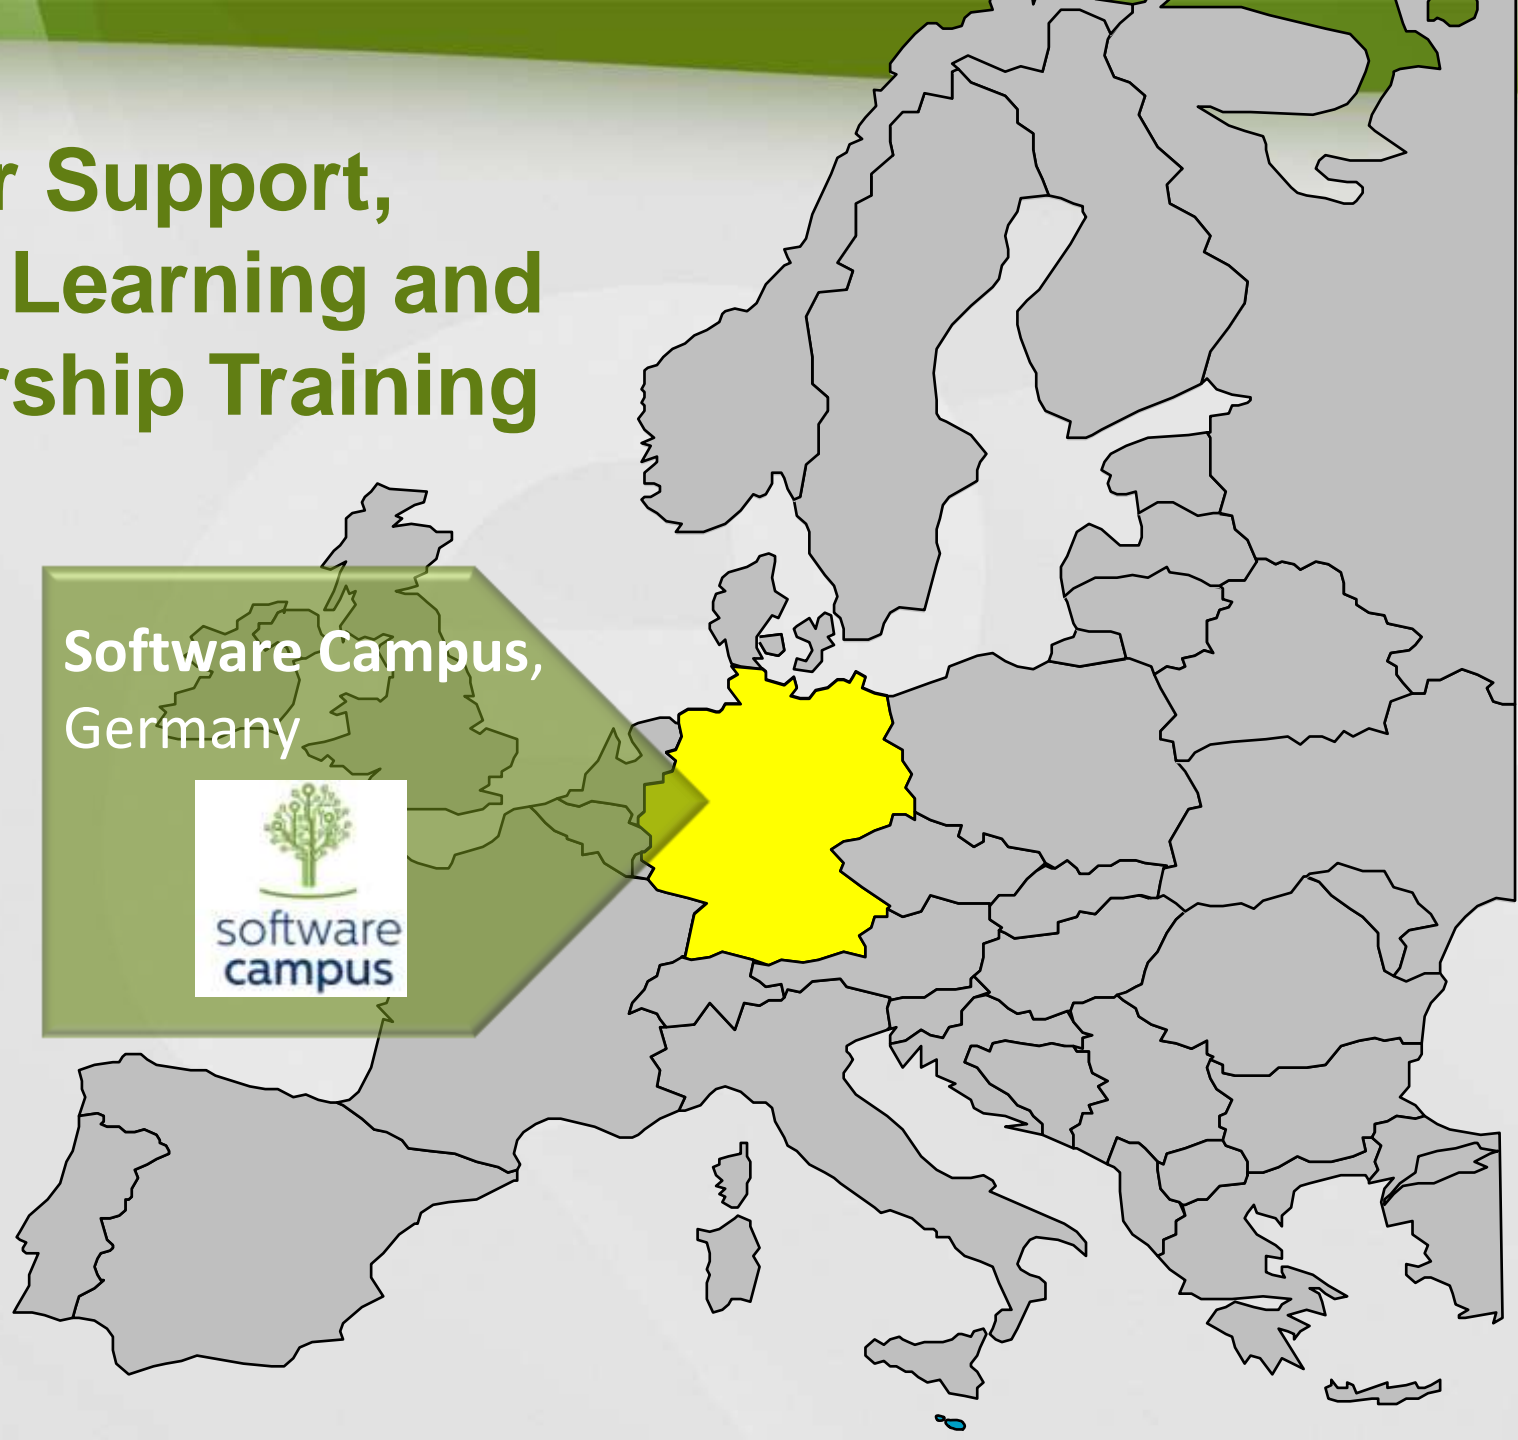 r Support,
Learning and
rship Training
Software Campus,
Germany
software
campus